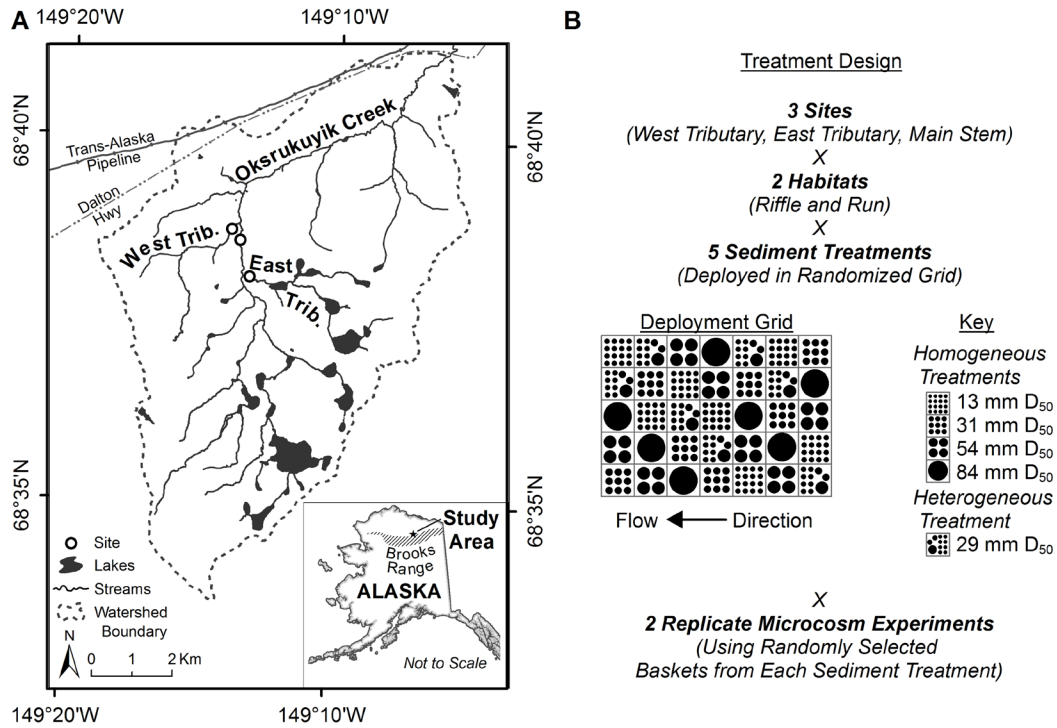 A
149°20'W
149°10'W
68°40'N
68°40'N
Trans-Alaska
Pipeline
Dalton
Hwy
Oksrukuyik Creek
West Trib.
East
Trib.
68°35'N
68°35'N
Site
Lakes
Streams
Watershed
Boundary
N
0 1 2 Km
Study
Area
Brooks
Range
ALASKA
Not to Scale
149°20'W
149°10'W
B
Treatment Design
3 Sites
(West Tributary, East Tributary, Main Stem)
X
2 Habitats
(Riffle and Run)
X
5 Sediment Treatments
(Deployed in Randomized Grid)
Deployment Grid
Flow Direction
Key
Homogeneous
Treatments
13 mm D50
31 mm D50
54 mm D50
84 mm D50
Heterogeneous
Treatment
29 mm D50
X
2 Replicate Microcosm Experiments
(Using Randomly Selected
Baskets from Each Sediment Treatment)